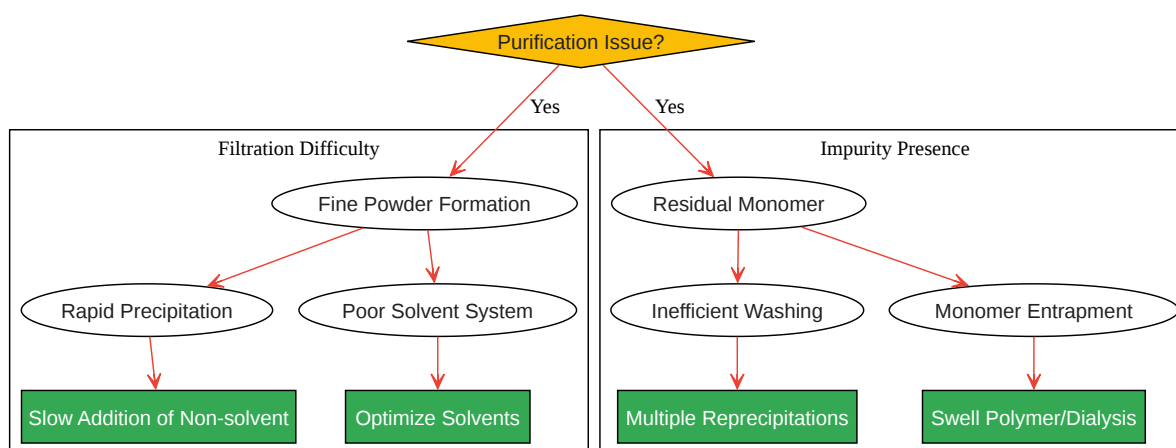 Purification Issue?
Yes
Yes
Filtration Difficulty
Impurity Presence
Fine Powder Formation
Residual Monomer
Rapid Precipitation
Poor Solvent System
Inefficient Washing
Monomer Entrapment
Slow Addition of Non-solvent
Optimize Solvents
Multiple Reprecipitations
Swell Polymer/Dialysis